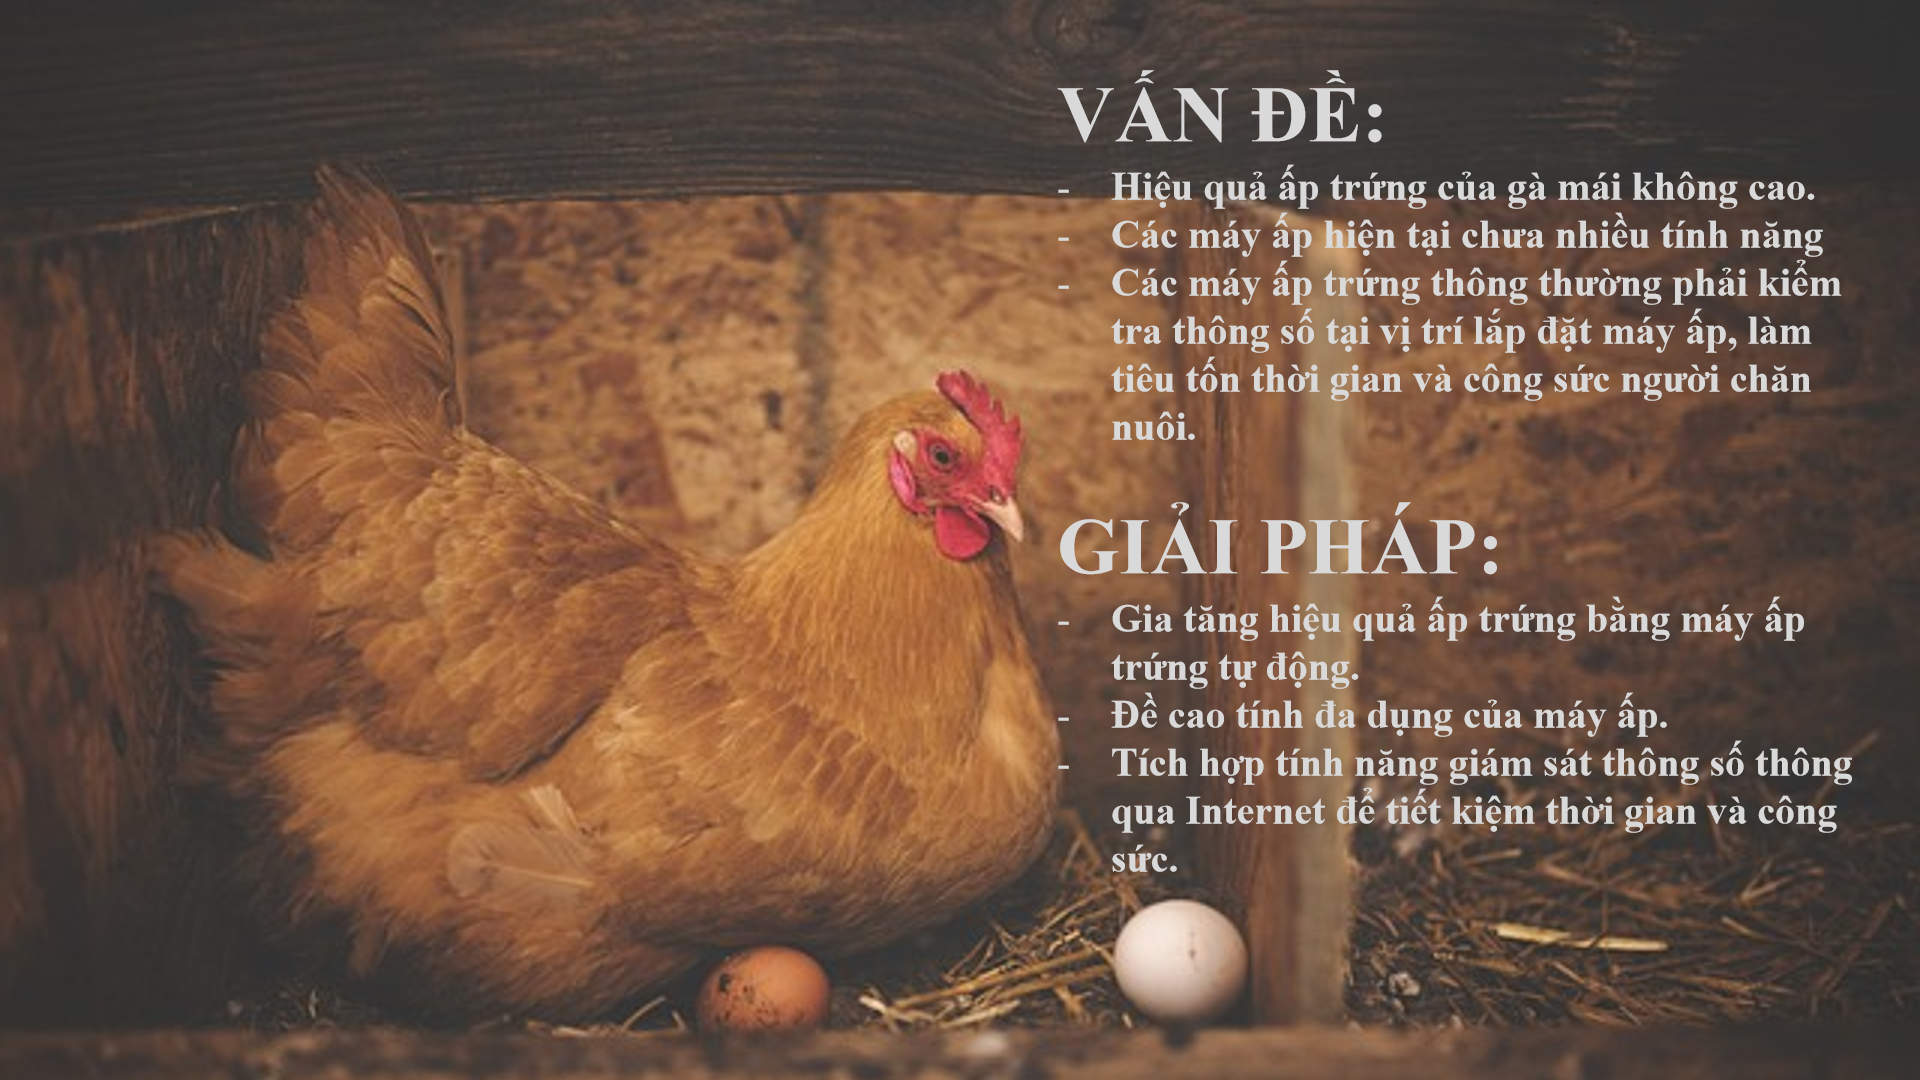 VẤN ĐỀ:
- Hiệu quả ấp trứng của gà mái không cao.
- Các máy ấp hiện tại chưa nhiều tính năng
- Các máy ấp trứng thông thường phải kiểm
tra thông số tại vị trí lắp đặt máy ấp, làm
tiêu tốn thời gian và công sức người chăn
nuôi.
GIẢI PHÁP:
- Gia tăng hiệu quả ấp trứng bằng máy ấp
trứng tự động.
- Đề cao tính đa dụng của máy ấp.
- Tích hợp tính năng giám sát thông số thông
qua Internet để tiết kiệm thời gian và công
sức.